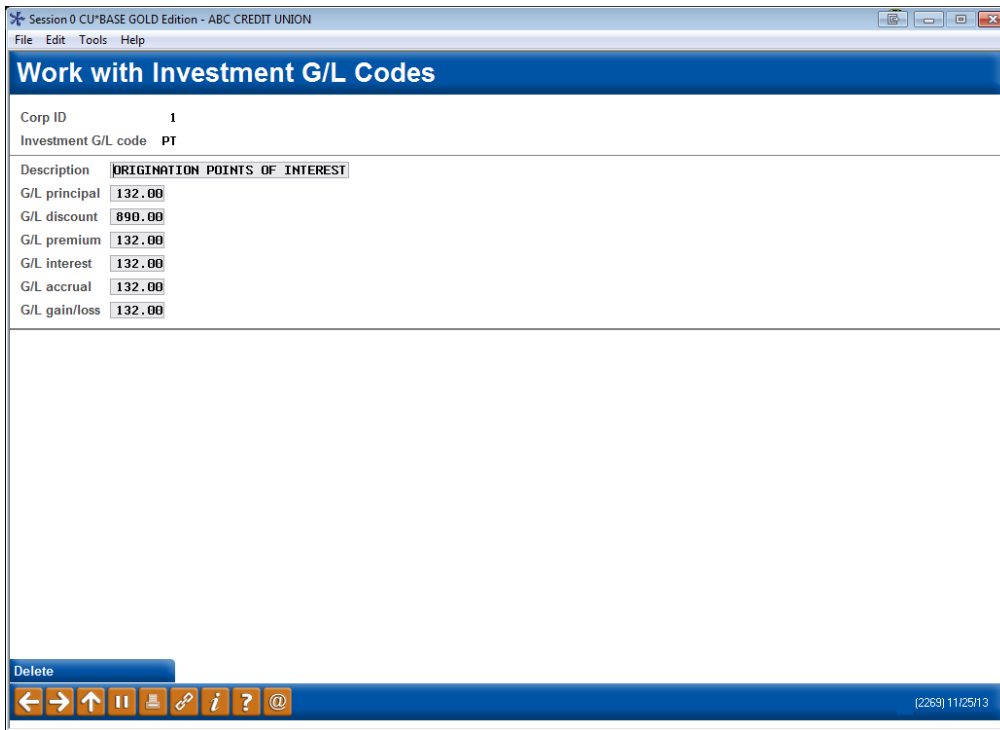 Session 0 CU*BASE GOLD Edition - ABC CREDIT UNION
File Edit Tools Help
Work with Investment G/L Codes
Corp ID 1
Investment G/L code PT
Description ORIGINATION POINTS OF INTEREST
G/L principal 132.00
G/L discount 890.00
G/L premium 132.00
G/L interest 132.00
G/L accrual 132.00
G/L gain/loss 132.00
Delete
i ? @
(2269) 11/25/13